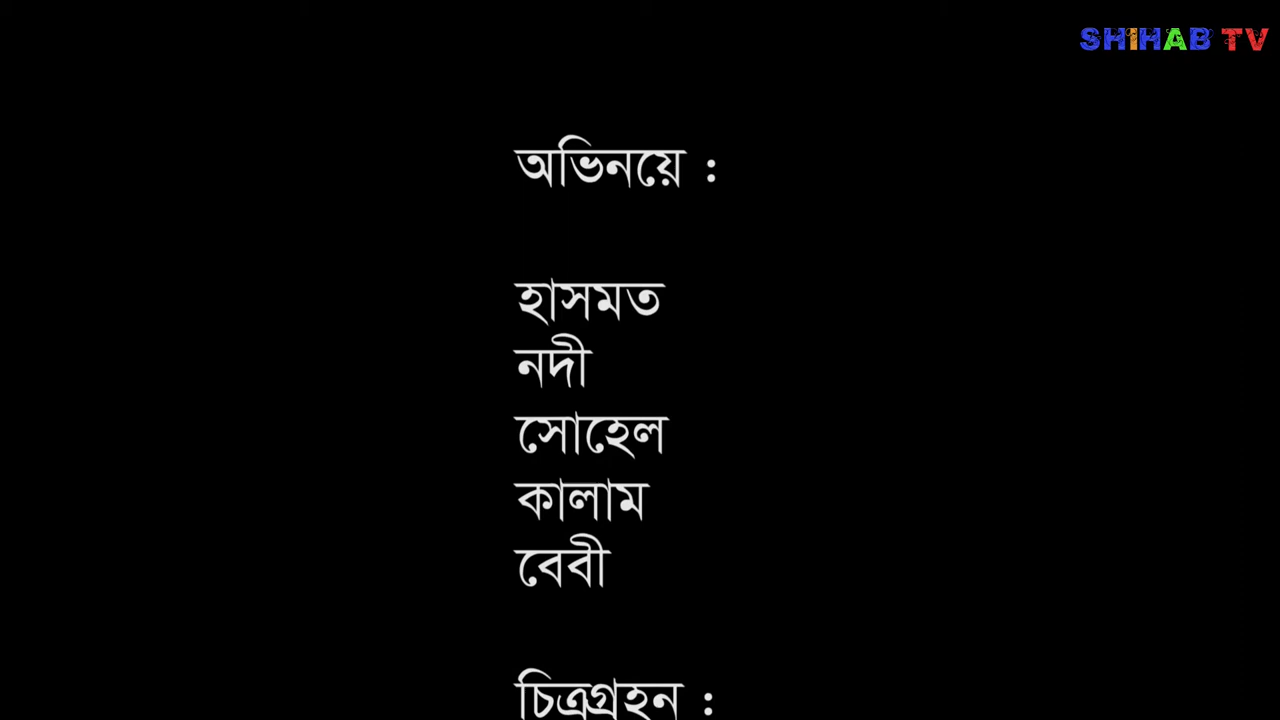 SHIHAB TV
অভিনয়ে :
হাসমত
নদী
সোহেল
কালাম
বেবী
চিত্রগ্রহন :